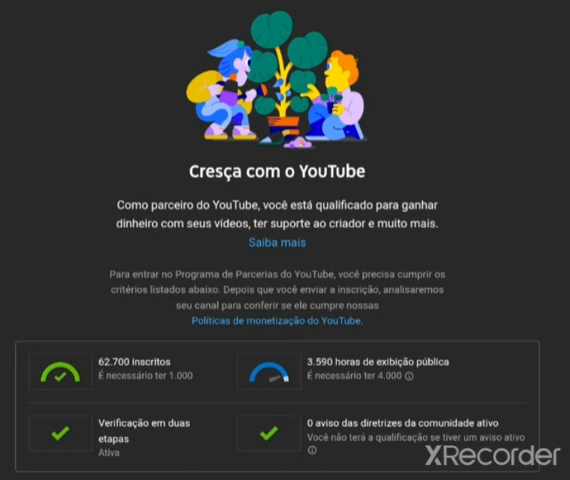 Cresça com o YouTube
Como parceiro do YouTube, você está qualificado para ganhar
dinheiro com seus vídeos, ter suporte ao criador e muito mais.
Saiba mais
Para entrar no Programa de Parcerias do YouTube, você precisa cumprir os
critérios listados abaixo. Depois que você enviar a inscrição, analisaremos
seu canal para conferir se ele cumpre nossas
Políticas de monetização do YouTube.
62.700 inscritos
É necessário ter 1.000
3.590 horas de exibição pública
É necessário ter 4.000
Verificação em duas
etapas
Ativa
0 aviso das diretrizes da comunidade ativo
Você não terá a qualificação se tiver um aviso ativo
XRecorder